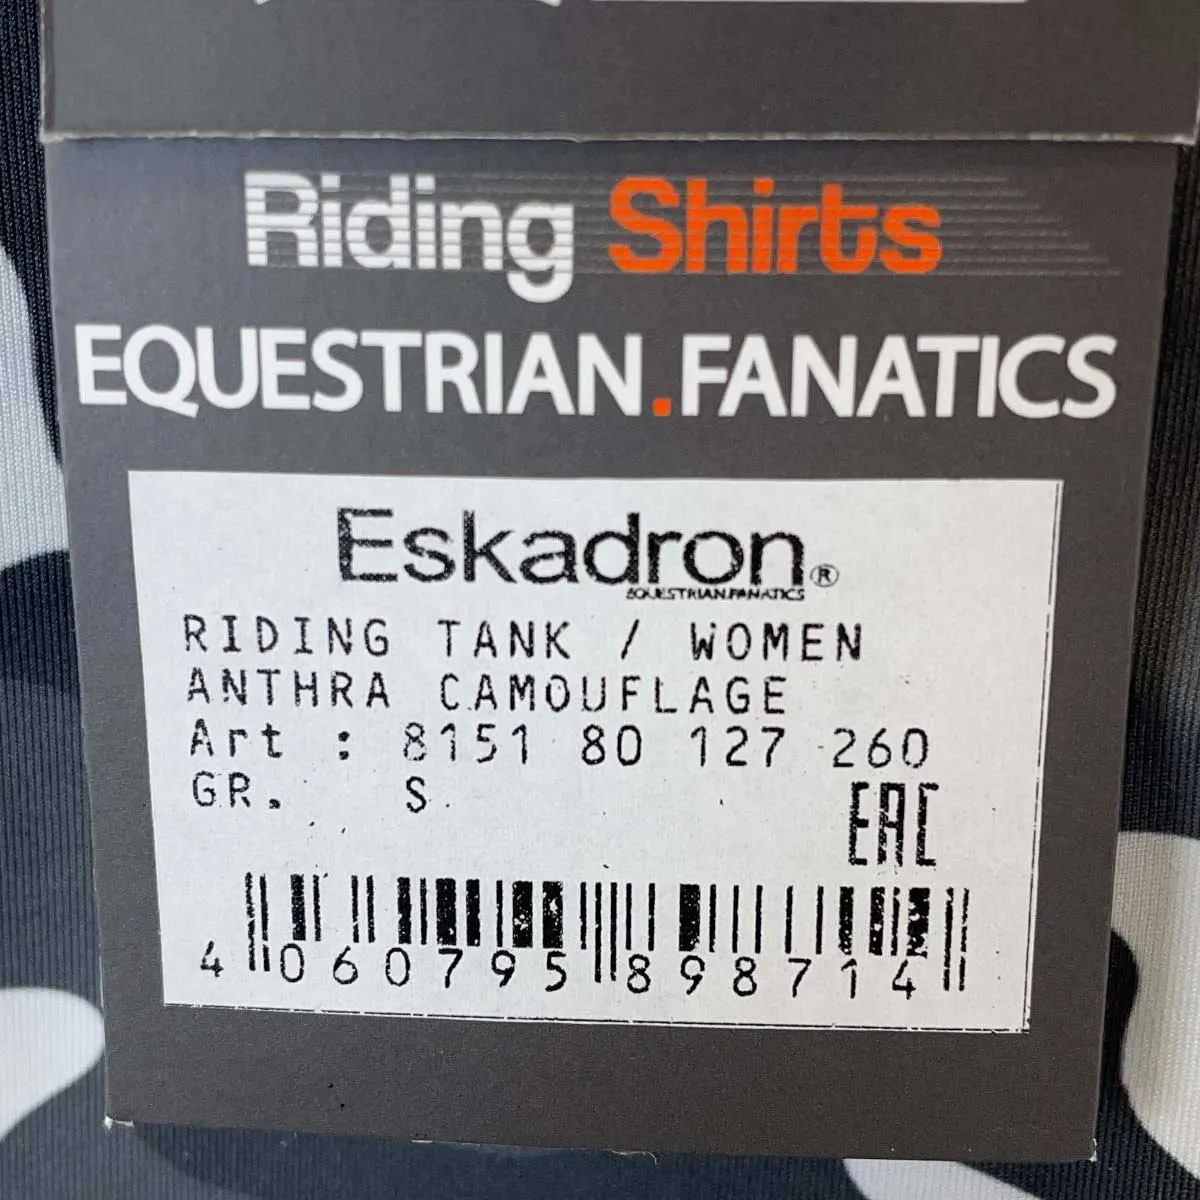 Riding Shirts
EQUESTRIAN.FANATICS
Eskadron®
EQUESTRIAN.FANATICS
RIDING TANK / WOMEN
ANTHRA CAMOUFLAGE
Art : 8151 80 127 260
GR. S
EAC
4 060795 898714